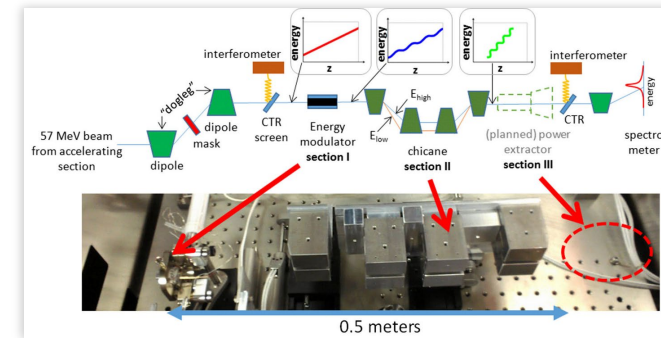 energy
z
energy
z
energy
z
interferometer
interferometer
"dogleg"
57 MeV beam
from accelerating
section
dipole
mask
dipole
CTR
screen
Energy
modulator
section I
E_high
E_low
chicane
section II
(planned) power
extractor
section III
CTR
energy
spectro
meter
0.5 meters